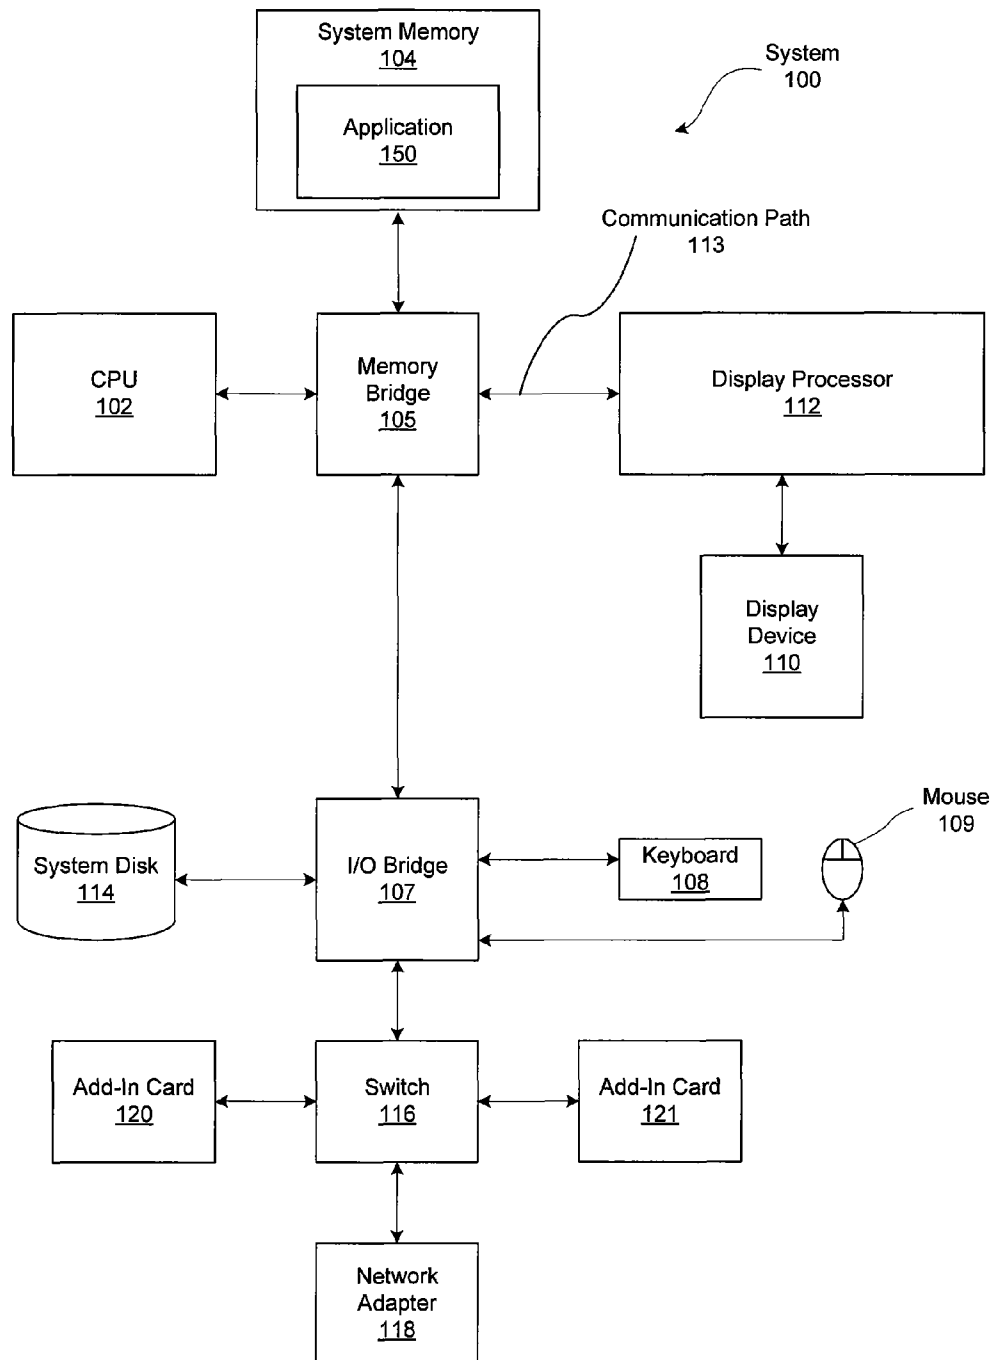 System Memory
104
Application
150
System
100
Communication Path
113
CPU
102
Memory
Bridge
105
Display Processor
112
Display
Device
110
System Disk
114
I/O Bridge
107
Keyboard
108
Mouse
109
Add-In Card
120
Switch
116
Add-In Card
121
Network
Adapter
118